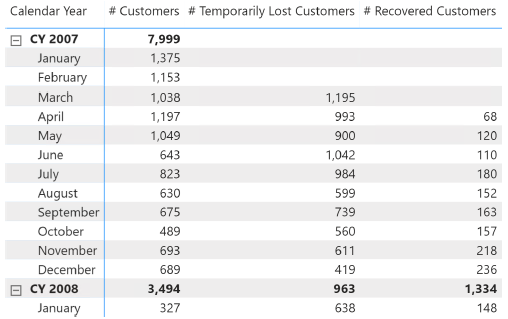 Calendar Year # Customers # Temporarily Lost Customers # Recovered Customers
CY 2007 7,999
January 1,375
February 1,153
March 1,038 1,195
April 1,197 993 68
May 1,049 900 120
June 643 1,042 110
July 823 984 180
August 630 599 152
September 675 739 163
October 489 560 157
November 693 611 218
December 689 419 236
CY 2008 3,494 963 1,334
January 327 638 148